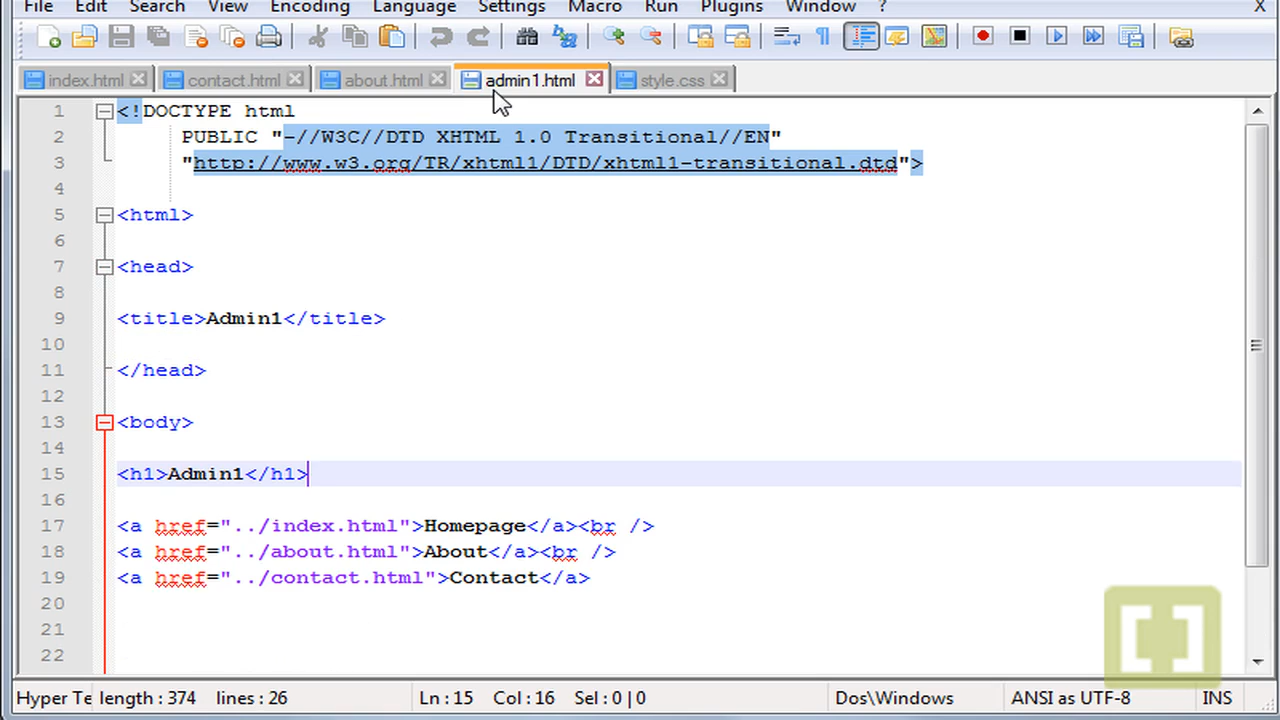 File Edit Search View Encoding Language Settings Macro Run Plugins Window ? X
index.html contact.html about.html admin1.html style.css
1 <!DOCTYPE html
2 PUBLIC "-//W3C//DTD XHTML 1.0 Transitional//EN"
3 "http://www.w3.org/TR/xhtml1/DTD/xhtml1-transitional.dtd">
4
5 <html>
6
7 <head>
8
9 <title>Admin1</title>
10
11 </head>
12
13 <body>
14
15 <h1>Admin1</h1>
16
17 <a href="../index.html">Homepage</a><br />
18 <a href="../about.html">About</a><br />
19 <a href="../contact.html">Contact</a>
20
21
22
Hyper Te length : 374 lines : 26 Ln : 15 Col : 16 Sel : 0 | 0 Dos\Windows ANSI as UTF-8 INS